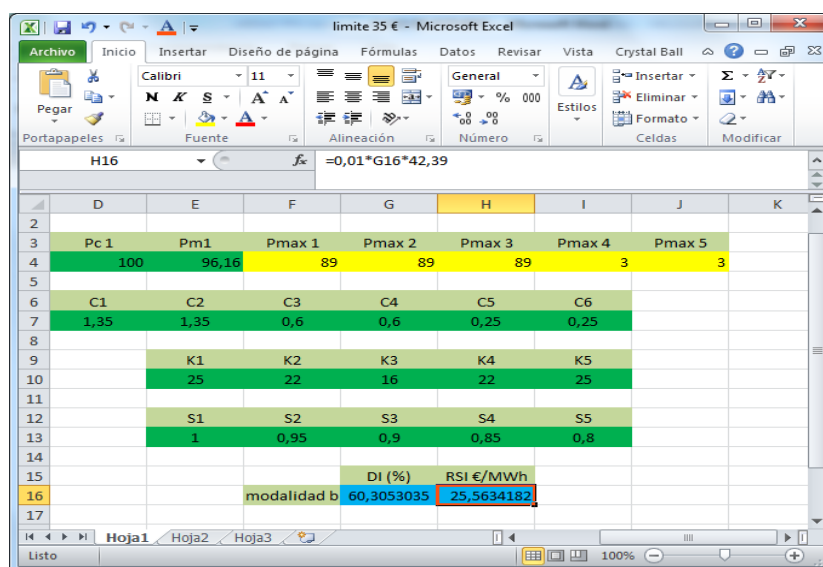 limite 35 € - Microsoft Excel
Archivo Inicio Insertar Diseño de página Fórmulas Datos Revisar Vista Crystal Ball
Pegar
Calibri 11
N K S
A A
A
General
% 000
Estilos
Insertar
Eliminar
Formato
Σ
Portapapeles Fuente Alineación Número Celdas Modificar
H16 fx =0,01*G16*42,39
D E F G H I J K
2
3 Pc 1 Pm1 Pmax 1 Pmax 2 Pmax 3 Pmax 4 Pmax 5
4 100 96,16 89 89 89 3 3
5
6 C1 C2 C3 C4 C5 C6
7 1,35 1,35 0,6 0,6 0,25 0,25
8
9 K1 K2 K3 K4 K5
10 25 22 16 22 25
11
12 S1 S2 S3 S4 S5
13 1 0,95 0,9 0,85 0,8
14
15 DI (%) RSI €/MWh
16 modalidad b 60,3053035 25,5634182
17
Hoja1 Hoja2 Hoja3
Listo 100%